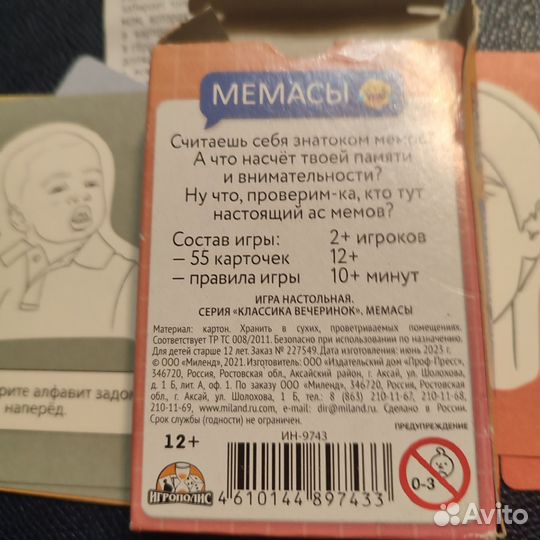 МЕМАСЫ
Считаешь себя знатоком мемов?
А что насчёт твоей памяти
и внимательности?
Ну что, проверим-ка, кто тут
настоящий ас мемов?
Состав игры:
– 55 карточек
– правила игры
2+ игроков
12+
10+ минут
ИГРА НАСТОЛЬНАЯ.
СЕРИЯ «КЛАССИКА ВЕЧЕРИНОК». МЕМАСЫ
Материал: картон. Хранить в сухих, проветриваемых помещениях.
Соответствует ТР ТС 008/2011. Безопасно при использовании по назначению.
Для детей старше 12 лет. Заказ № 227549. Дата изготовления: июнь 2023 г.
© ООО «Миленд», 2021. Изготовитель: ООО «Издательский дом «Проф-Пресс»,
346720, Россия, Ростовская обл., Аксайский район, г. Аксай, ул. Шолохова,
д. 1 Б, лит. А, оф. 1. По заказу ООО «Миленд», 346720, Россия, Ростовская
обл., г. Аксай, ул. Шолохова, 1 Б, тел.: 8 (863) 210-11-67, 210-11-68,
210-11-69, www.miland.ru.com, e-mail: dir@miland.ru. Сделано в России.
Срок службы (годности) не ограничен.
ПРЕДУПРЕЖДЕНИЕ
12+
ИН-9743
0-3
ИГРОПОЛИС
4 610144 897433
рите алфавит задом
наперёд.
Avito